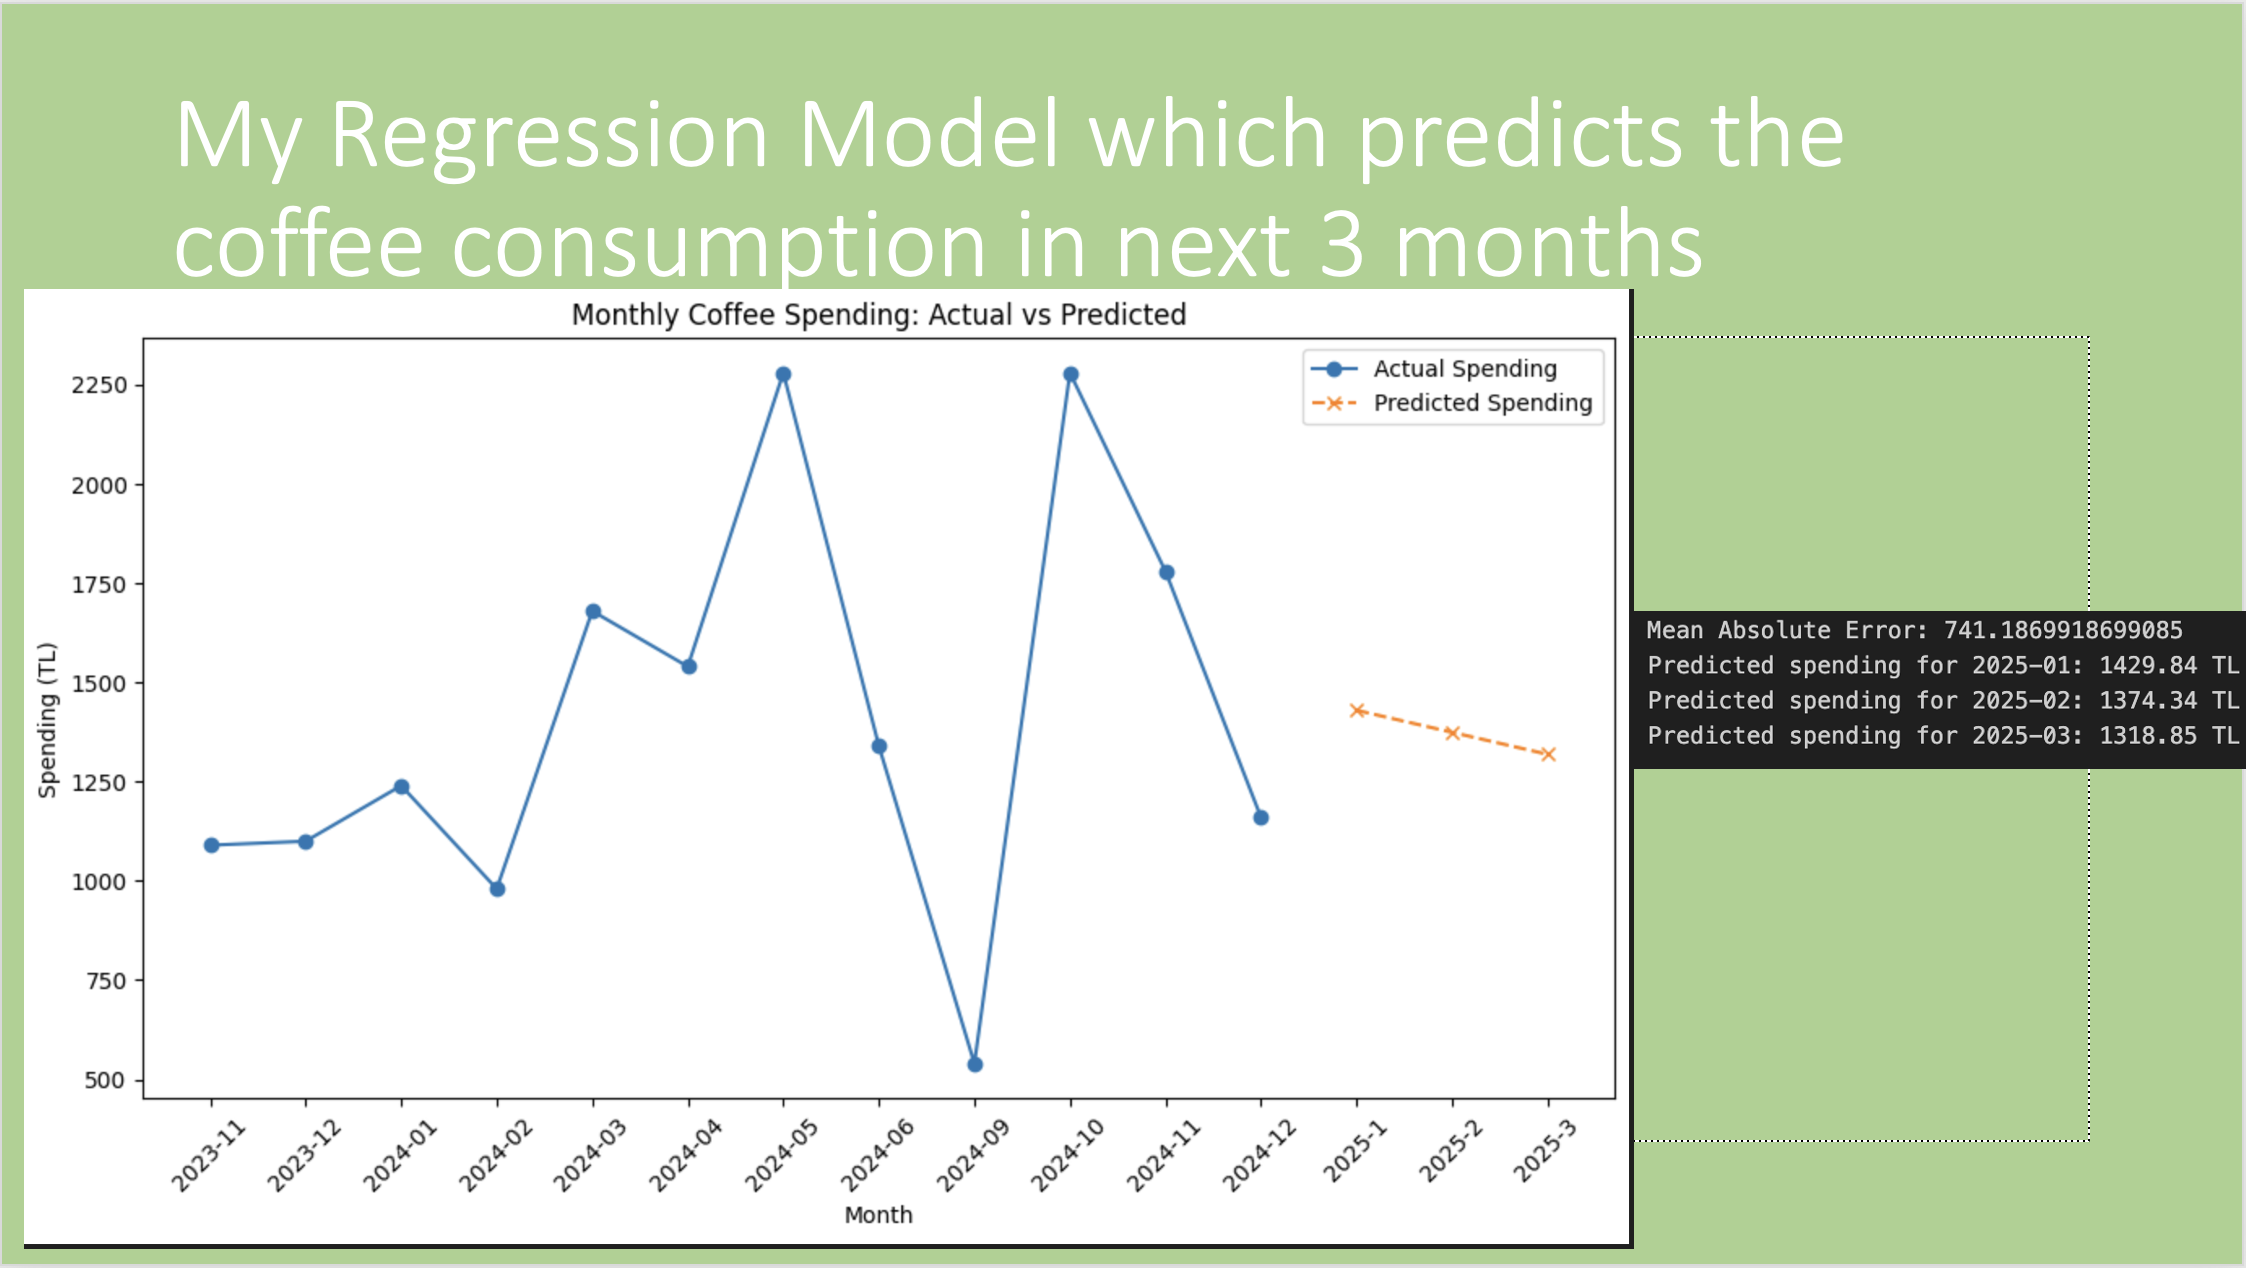 My Regression Model which predicts the
coffee consumption in next 3 months
Monthly Coffee Spending: Actual vs Predicted
Actual Spending
Predicted Spending
Spending (TL)
2250
2000
1750
1500
1250
1000
750
500
2023-11
2023-12
2024-01
2024-02
2024-03
2024-04
2024-05
2024-06
2024-09
2024-10
2024-11
2024-12
2025-1
2025-2
2025-3
Month
Mean Absolute Error: 741.1869918699085
Predicted spending for 2025-01: 1429.84 TL
Predicted spending for 2025-02: 1374.34 TL
Predicted spending for 2025-03: 1318.85 TL